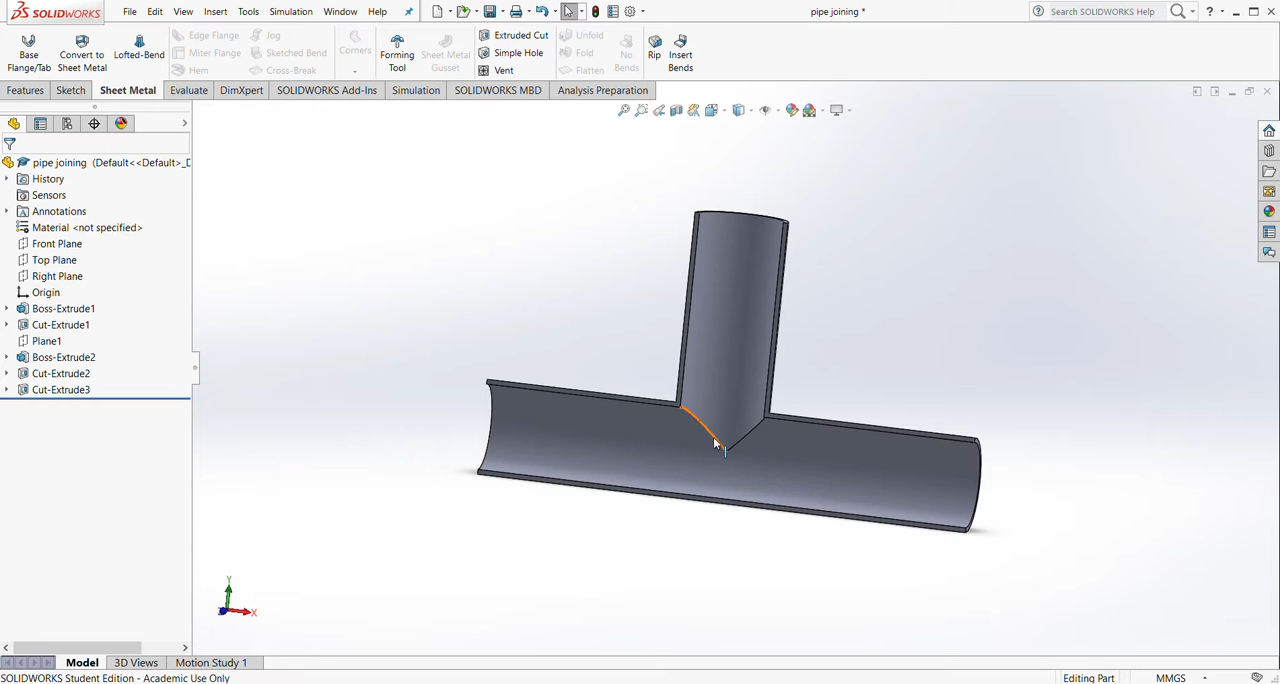 SOLIDWORKS File Edit View Insert Tools Simulation Window Help pipe joining * Search SOLIDWORKS Help ?
Base Flange/Tab Convert to Sheet Metal Lofted-Bend Edge Flange Miter Flange Hem Jog Sketched Bend Cross-Break Corners Forming Tool Sheet Metal Gusset Extruded Cut Simple Hole Vent Unfold Fold Flatten No Bends Rip Insert Bends
Features Sketch Sheet Metal Evaluate DimXpert SOLIDWORKS Add-Ins Simulation SOLIDWORKS MBD Analysis Preparation
pipe joining (Default<<Default>_D
History
Sensors
Annotations
Material <not specified>
Front Plane
Top Plane
Right Plane
Origin
Boss-Extrude1
Cut-Extrude1
Plane1
Boss-Extrude2
Cut-Extrude2
Cut-Extrude3
Y
X
Model 3D Views Motion Study 1
SOLIDWORKS Student Edition - Academic Use Only Editing Part MMGS